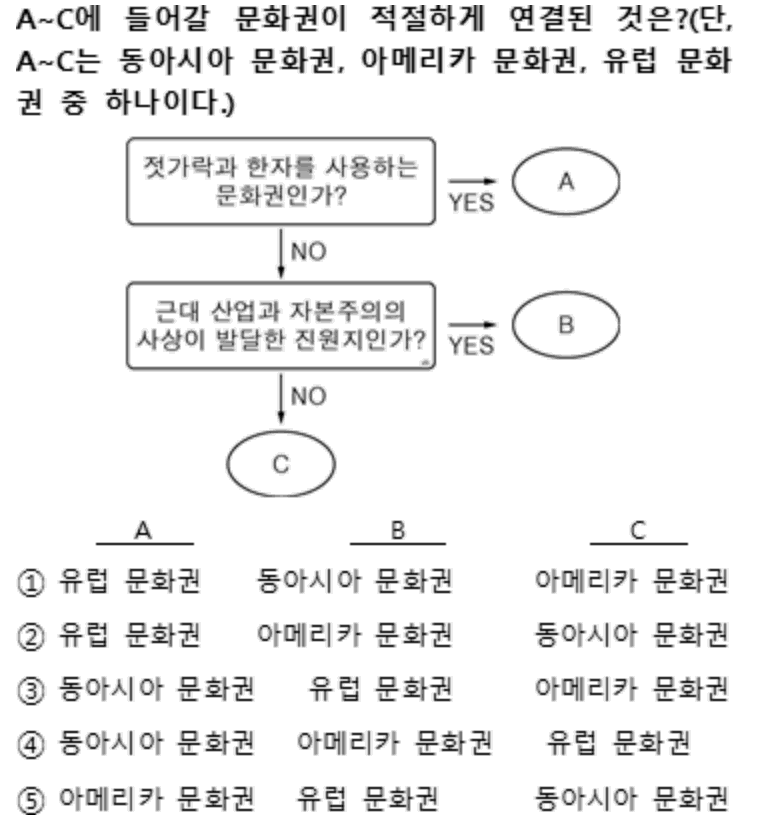 A~C에 들어갈 문화권이 적절하게 연결된 것은?(단,
A~C는 동아시아 문화권, 아메리카 문화권, 유럽 문화
권 중 하나이다.)
젓가락과 한자를 사용하는
문화권인가?
YES
A
NO
근대 산업과 자본주의의
사상이 발달한 진원지인가?
YES
B
NO
C
A B C
① 유럽 문화권 동아시아 문화권 아메리카 문화권
② 유럽 문화권 아메리카 문화권 동아시아 문화권
③ 동아시아 문화권 유럽 문화권 아메리카 문화권
④ 동아시아 문화권 아메리카 문화권 유럽 문화권
⑤ 아메리카 문화권 유럽 문화권 동아시아 문화권